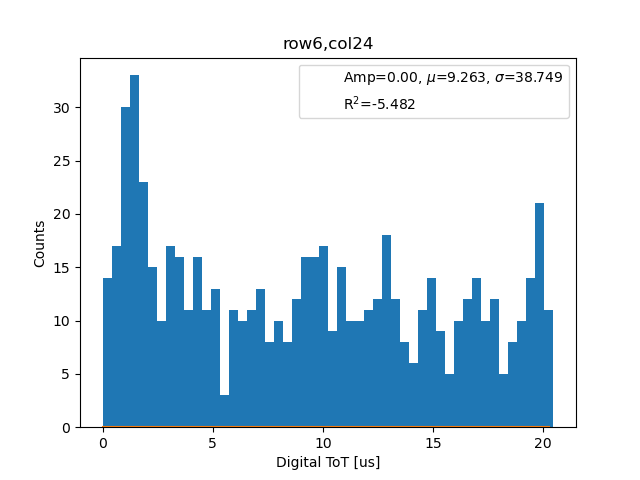 row6,col24
Amp=0.00, μ=9.263, σ=38.749
R²=-5.482
Counts
30
25
20
15
10
5
0
0 5 10 15 20
Digital ToT [us]